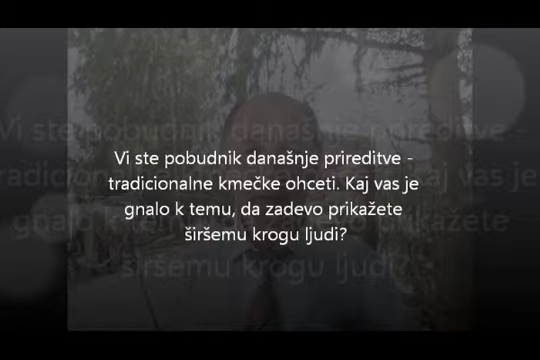 Vi ste pobudnik današnje prireditve -
tradicionalne kmečke ohceti. Kaj vas je
gnalo k temu, da zadevo prikažete
širšemu krogu ljudi?